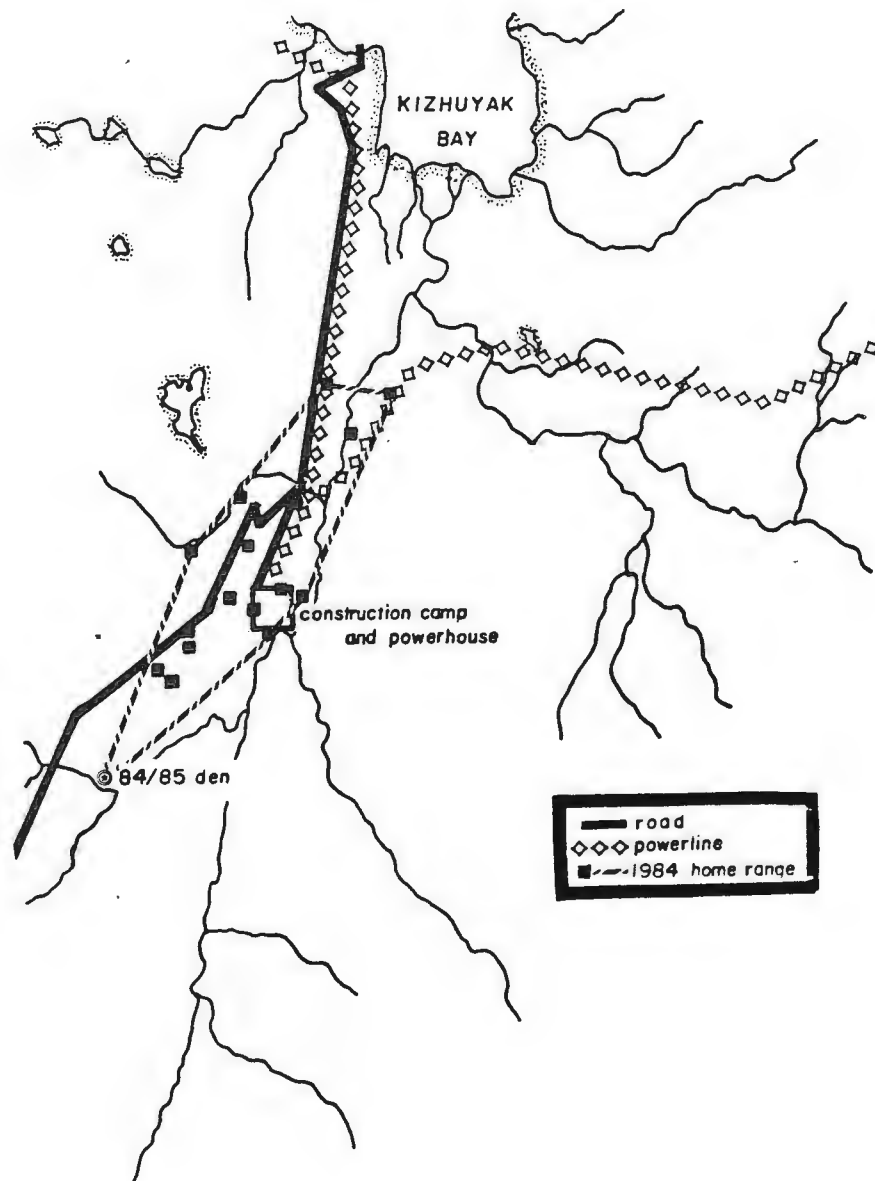 KIZHUYAK
BAY
construction camp
and powerhouse
84/85 den
road
powerline
1984 home range